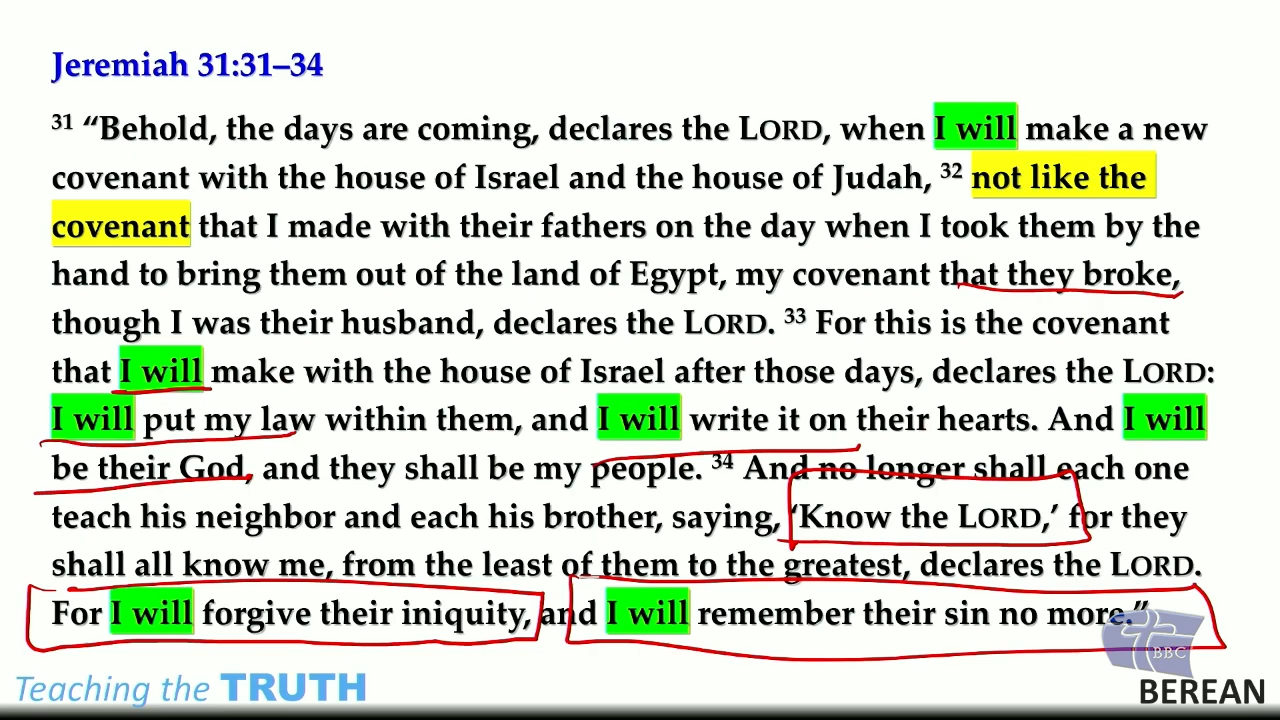 Jeremiah 31:31–34
31 “Behold, the days are coming, declares the LORD, when I will make a new
covenant with the house of Israel and the house of Judah, 32 not like the
covenant that I made with their fathers on the day when I took them by the
hand to bring them out of the land of Egypt, my covenant that they broke,
though I was their husband, declares the LORD. 33 For this is the covenant
that I will make with the house of Israel after those days, declares the LORD:
I will put my law within them, and I will write it on their hearts. And I will
be their God, and they shall be my people. 34 And no longer shall each one
teach his neighbor and each his brother, saying, ‘Know the LORD,’ for they
shall all know me, from the least of them to the greatest, declares the LORD.
For I will forgive their iniquity, and I will remember their sin no more.”
BBC
Teaching the TRUTH
BEREAN